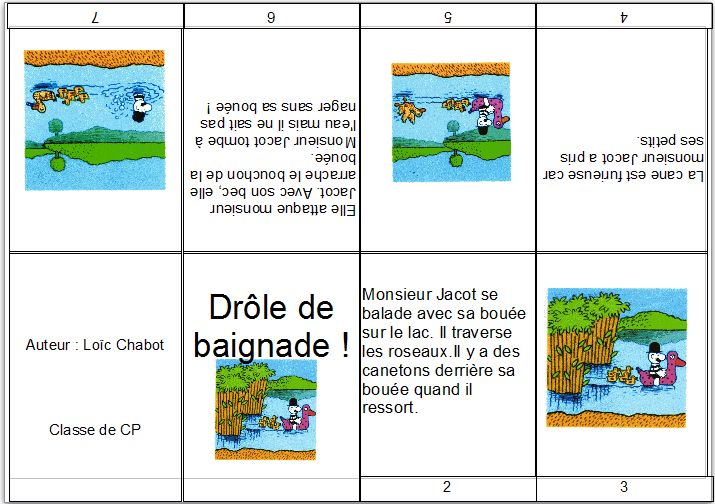 7
6
5
4
Elle attaque monsieur
Jacot. Avec son bec, elle
arrache le bouchon de la
bouée.
Monsieur Jacot tombe à
l'eau mais il ne sait pas
nager sans sa bouée !
La cane est furieuse car
monsieur Jacot a pris
ses petits.
Auteur : Loïc Chabot
Classe de CP
Drôle de
baignade !
Monsieur Jacot se
balade avec sa bouée
sur le lac. Il traverse
les roseaux.Il y a des
canetons derrière sa
bouée quand il
ressort.
2
3